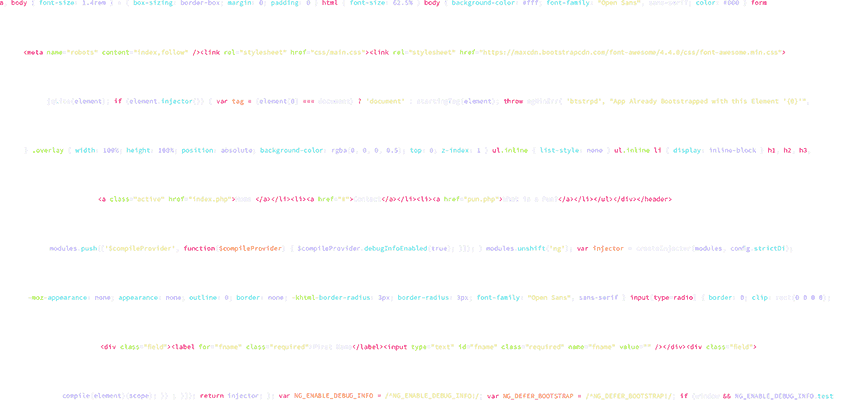 body { font-size: 1.4rem } * { box-sizing: border-box; margin: 0; padding: 0 } html { font-size: 62.5% } body { background-color: #fff; font-family: "Open Sans", sans-serif; color: #000 } form
<meta name="robots" content="index,follow" /><link rel="stylesheet" href="css/main.css"><link rel="stylesheet" href="https://maxcdn.bootstrapcdn.com/font-awesome/4.4.0/css/font-awesome.min.css">
(element); if (element.injector()) { var tag = (element[0] === document) ? 'document' : startingTag(element); throw ngMinErr( 'btstrpd', "App Already Bootstrapped with this Element '{0}'",
} .overlay { width: 100%; height: 100%; position: absolute; background-color: rgba(0, 0, 0, 0.5); top: 0; z-index: 1 } ul.inline { list-style: none } ul.inline li { display: inline-block } h1, h2, h3,
<a class="active" href="index.php">Home </a></li><li><a href="#">Contact</a></li><li><a href="pun.php"></a></li></ul></div></header>
modules.push(['$compileProvider', function($compileProvider) { $compileProvider.debugInfoEnabled(true); }]); } modules.unshift('ng'); var injector = createInjector(modules, config.strictDi);
-moz-appearance: none; appearance: none; outline: 0; border: none; -khtml-border-radius: 3px; border-radius: 3px; font-family: "Open Sans", sans-serif } input[type=radio] { border: 0; clip: rect(0 0 0 0);
<div class="field"><label for="fname" class="required">First Name</label><input type="text" id="fname" class="required" name="fname" value="" /></div><div class="field">
compile(element)(scope); }) ; }]); return injector; }; var NG_ENABLE_DEBUG_INFO = /^NG_ENABLE_DEBUG_INFO!/; var NG_DEFER_BOOTSTRAP = /^NG_DEFER_BOOTSTRAP!/; if (window && NG_ENABLE_DEBUG_INFO.test